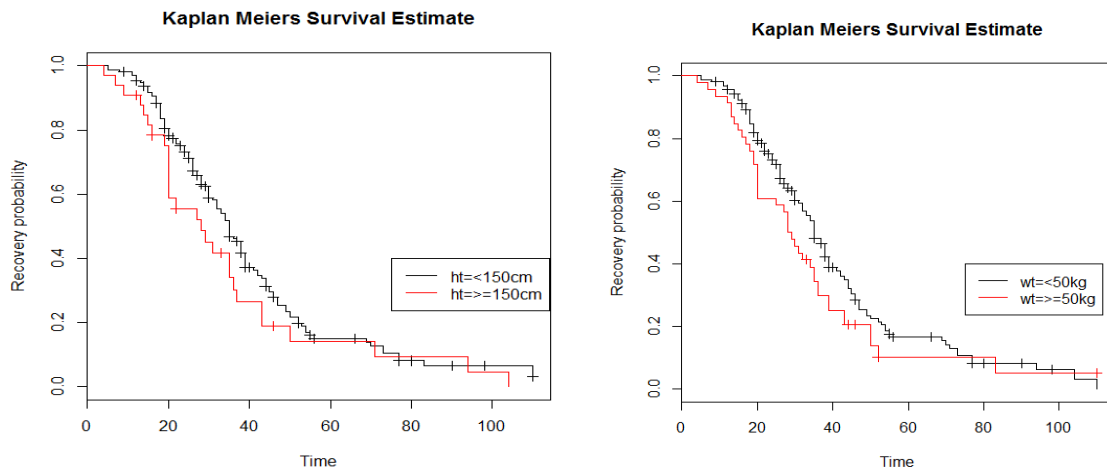 Kaplan Meiers Survival Estimate
Recovery probability
1.0
0.8
0.6
0.4
0.2
0.0
ht=<150cm
ht=>=150cm
0 20 40 60 80 100
Time
Kaplan Meiers Survival Estimate
Recovery probability
1.0
0.8
0.6
0.4
0.2
0.0
wt=<50kg
wt=>=50kg
0 20 40 60 80 100
Time